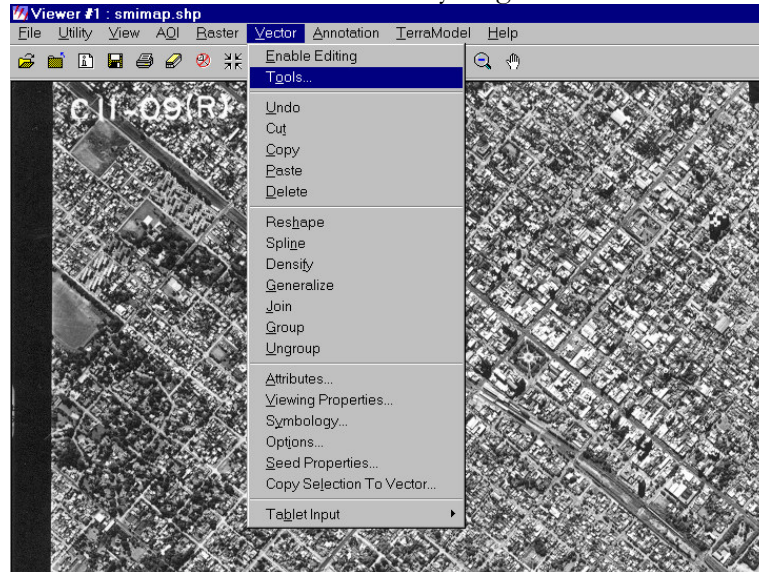 Viewer #1 : smimap.shp
File Utility View AOI Raster Vector Annotation TerraModel Help
Enable Editing
Tools...
C11-09(R)
Undo
Cut
Copy
Paste
Delete
Reshape
Spline
Densify
Generalize
Join
Group
Ungroup
Attributes...
Viewing Properties...
Symbology...
Options...
Seed Properties...
Copy Selection To Vector...
Tablet Input